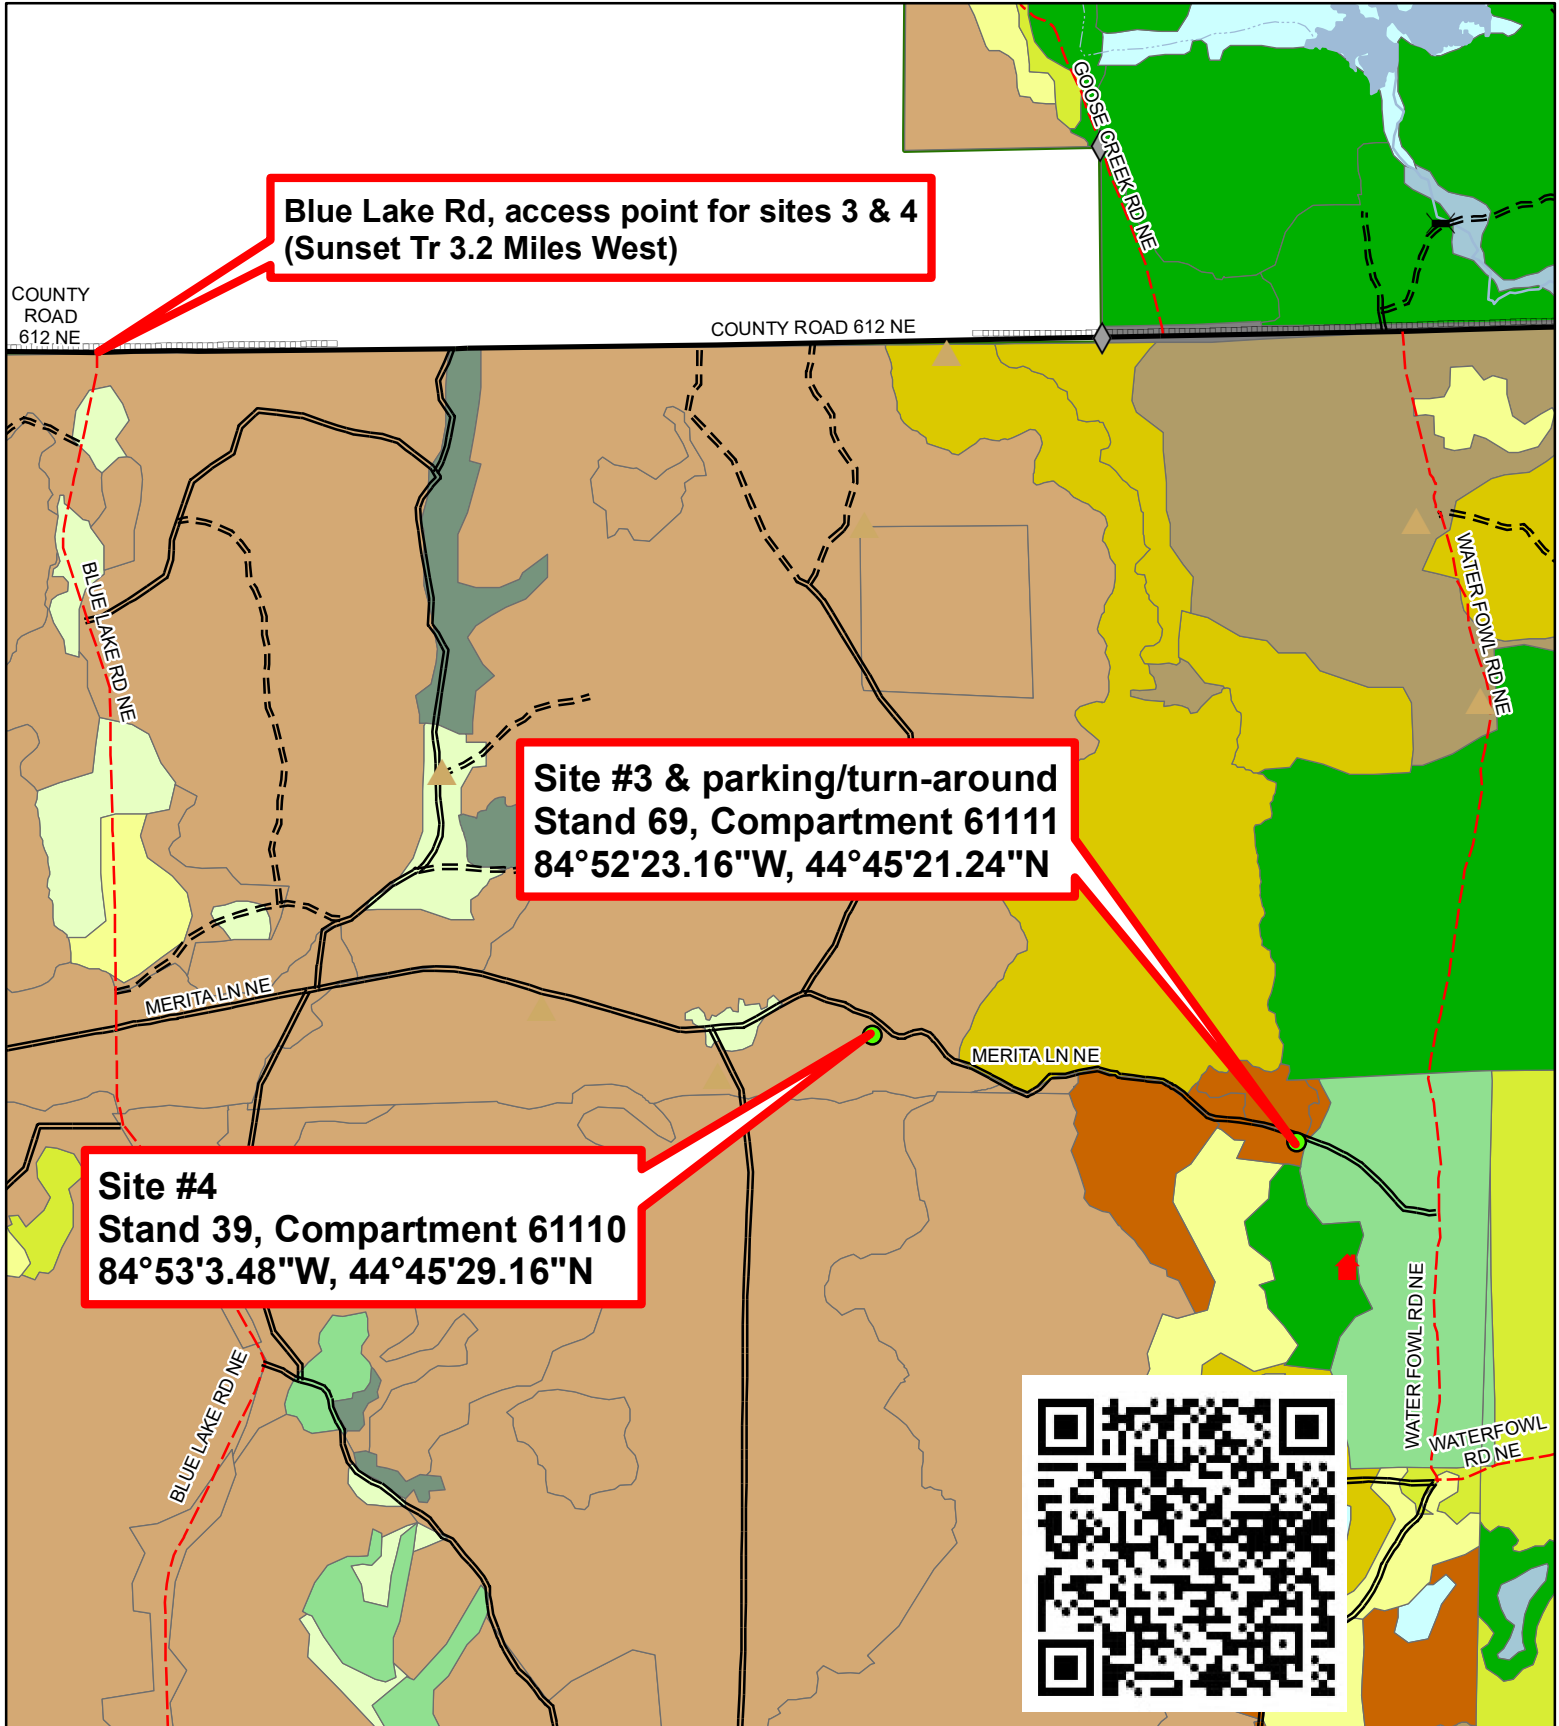 GOOSE CREEK RD NE
Blue Lake Rd, access point for sites 3 & 4
(Sunset Tr 3.2 Miles West)
COUNTY
ROAD
612 NE
COUNTY ROAD 612 NE
BLUE LAKE RD NE
WATER FOWL RD NE
Site #3 & parking/turn-around
Stand 69, Compartment 61111
84°52'23.16"W, 44°45'21.24"N
MERITA LN NE
MERITA LN NE
Site #4
Stand 39, Compartment 61110
84°53'3.48"W, 44°45'29.16"N
WATER FOWL RD NE
BLUE LAKE RD NE
WATERFOWL
RD NE